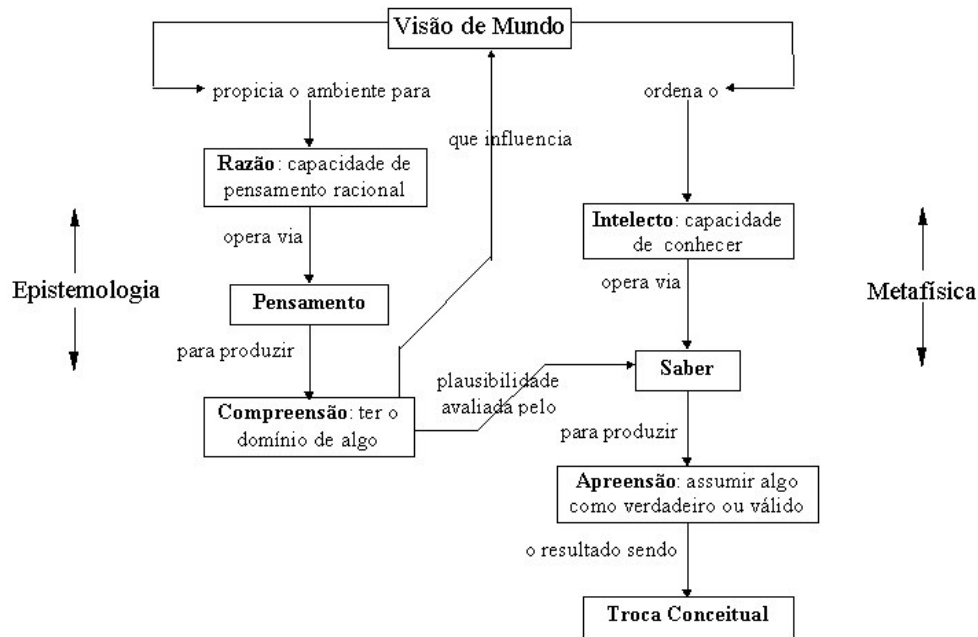 Visão de Mundo
propicia o ambiente para
ordena o
que influencia
Razão: capacidade de
pensamento racional
Intelecto: capacidade
de conhecer
opera via
opera via
Epistemologia
Metafísica
Pensamento
para produzir
Saber
plausibilidade
avaliada pelo
Compreensão: ter o
domínio de algo
para produzir
Apreensão: assumir algo
como verdadeiro ou válido
o resultado sendo
Troca Conceitual